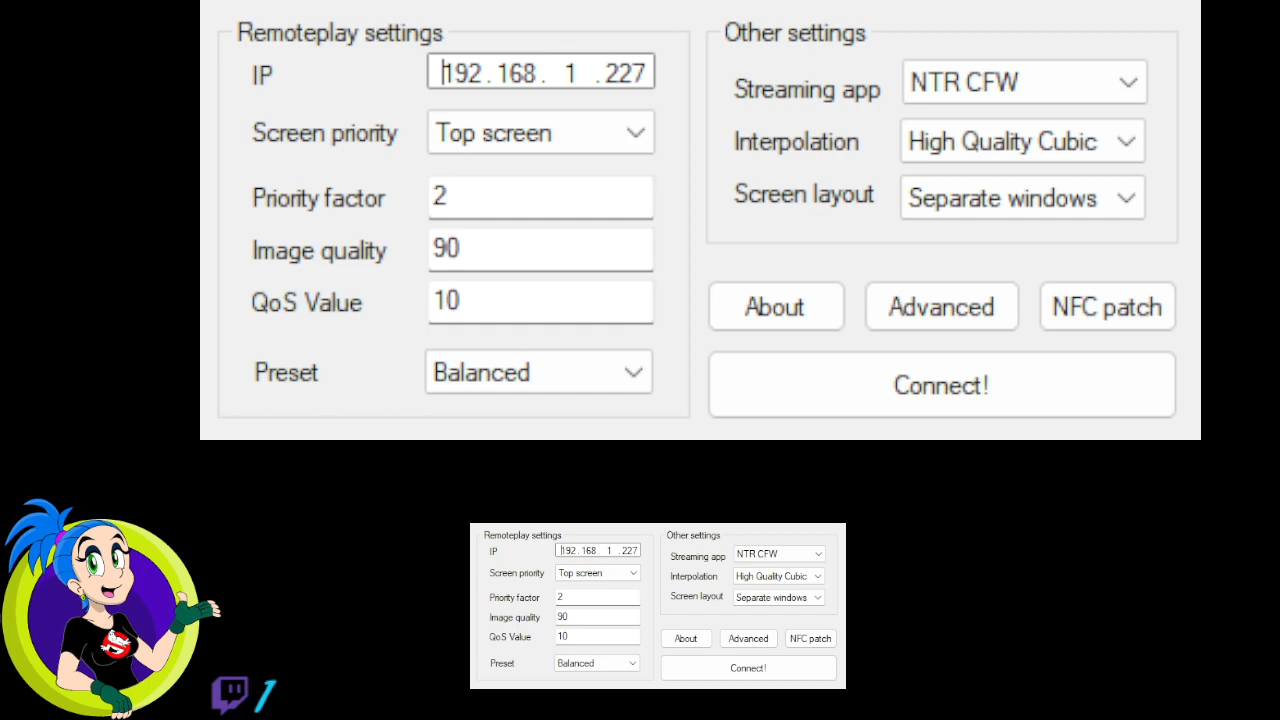 Remoteplay settings
IP 192.168. 1 .227
Screen priority Top screen
Priority factor 2
Image quality 90
QoS Value 10
Preset Balanced
Other settings
Streaming app NTR CFW
Interpolation High Quality Cubic
Screen layout Separate windows
About Advanced NFC patch
Connect!
Remoteplay settings
IP 192.168. 1 .227
Screen priority Top screen
Priority factor 2
Image quality 90
QoS Value 10
Preset Balanced
Other settings
Streaming app NTR CFW
Interpolation High Quality Cubic
Screen layout Separate windows
About Advanced NFC patch
Connect!